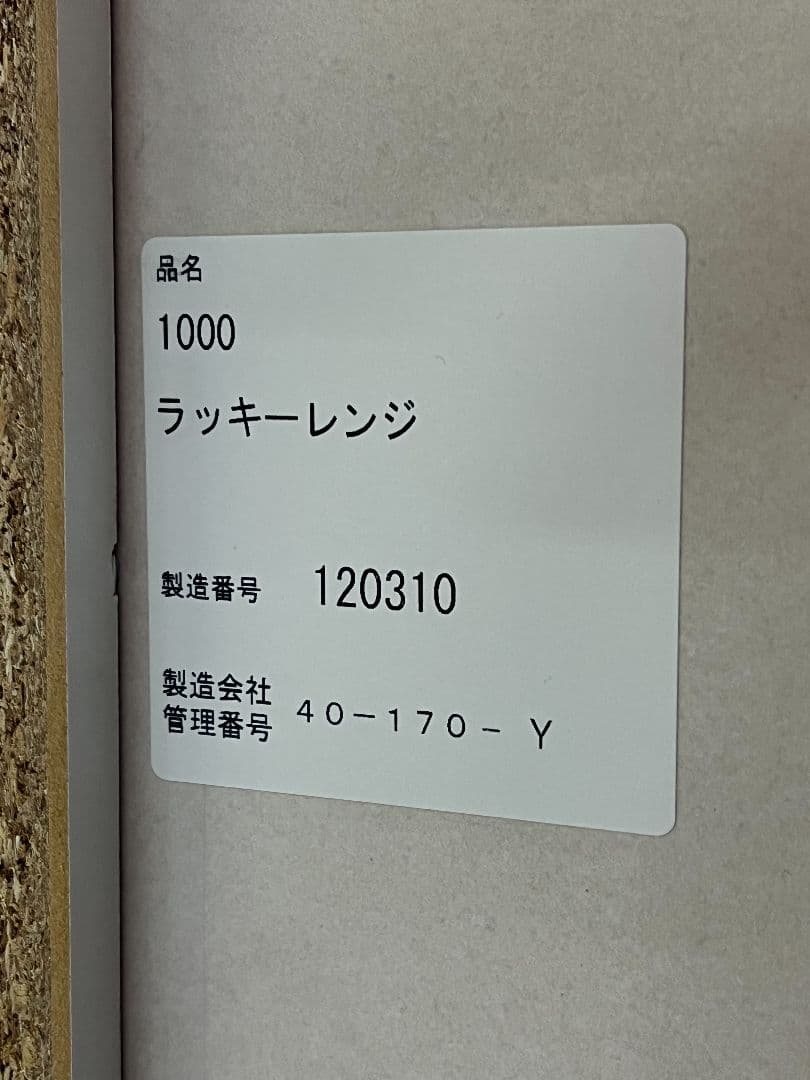 品名
1000
ラッキーレンジ
製造番号 120310
製造会社
管理番号 40-170- Y